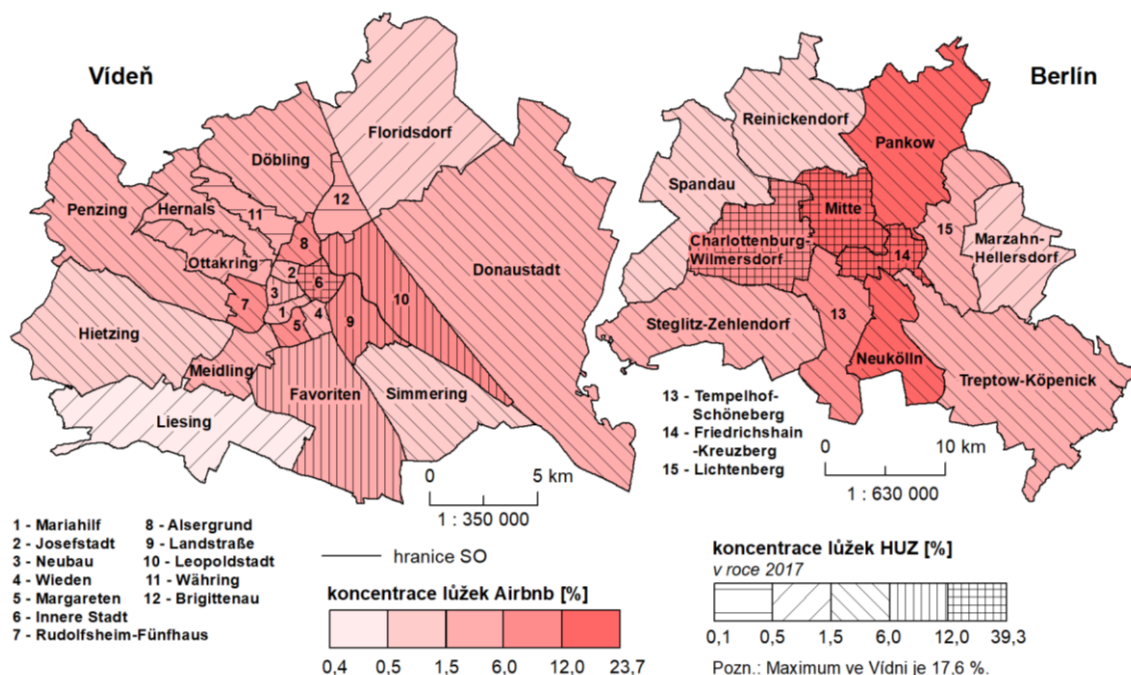 Vídeň
Berlín
Floridsdorf
Döbling
12
Penzing
Hernals
11
Ottakring
8
2
6
3
7
1
4
5
9
10
Donaustadt
Hietzing
Meidling
Favoriten
Simmering
Liesing
Reinickendorf
Pankow
Spandau
Mitte
15
Charlottenburg-
Wilmersdorf
14
Marzahn-
Hellersdorf
Steglitz-Zehlendorf
13
Neukölln
Treptow-Köpenick
0 5 km
1 : 350 000
13 - Tempelhof-
Schöneberg
14 - Friedrichshain
-Kreuzberg
15 - Lichtenberg
0 10 km
1 : 630 000
1 - Mariahilf
2 - Josefstadt
3 - Neubau
4 - Wieden
5 - Margareten
6 - Innere Stadt
7 - Rudolfsheim-Fünfhaus
8 - Alsergrund
9 - Landstraße
10 - Leopoldstadt
11 - Währing
12 - Brigittenau
hranice SO
koncentrace lůžek Airbnb [%]
0,4 0,5 1,5 6,0 12,0 23,7
koncentrace lůžek HUZ [%]
v roce 2017
0,1 0,5 1,5 6,0 12,0 39,3
Pozn.: Maximum ve Vídni je 17,6 %.